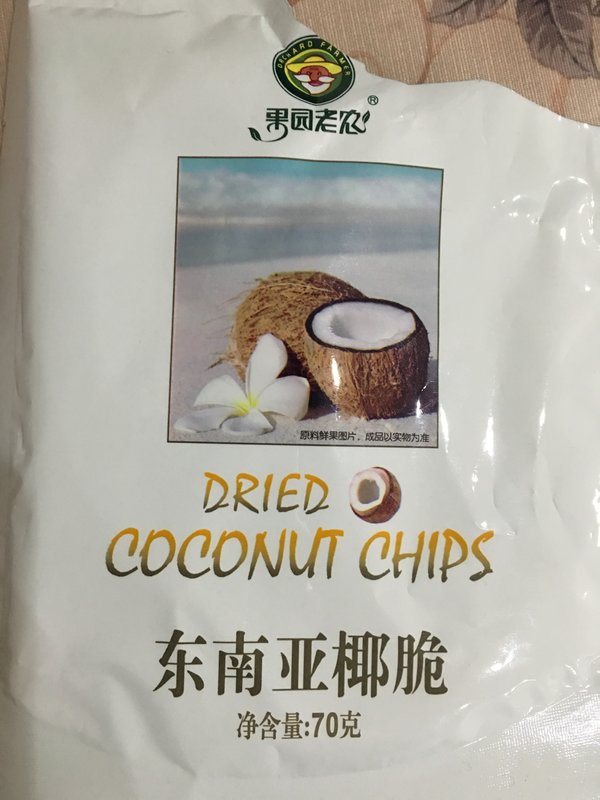 ORCHARD FARMER
果园老农®
原料鲜果图片，成品以实物为准
DRIED
COCONUT CHIPS
东南亚椰脆
净含量:70克